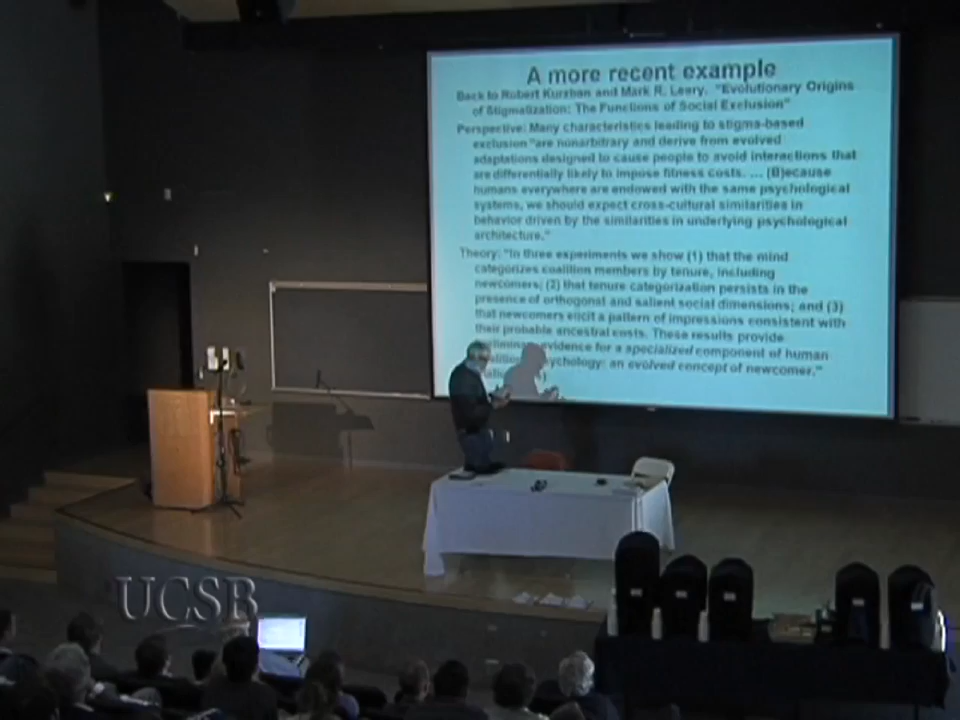 A more recent example
Back to Robert Kurzban and Mark R. Leery. "Evolutionary Origins
of Stigmatization: The Functions of Social Exclusion"
Perspective: Many characteristics leading to stigma-based
exclusion "are nonarbitrary and derive from evolved
adaptations designed to cause people to avoid interactions that
are differentially likely to impose fitness costs. ... (B)ecause
humans everywhere are endowed with the same psychological
systems, we should expect cross-cultural similarities in
behavior driven by the similarities in underlying psychological
architecture."
Theory: "In three experiments we show (1) that the mind
categorizes coalition members by tenure, including
newcomers; (2) that tenure categorization persists in the
presence of orthogonal and salient social dimensions; and (3)
that newcomers elicit a pattern of impressions consistent with
their probable ancestral costs. These results provide
evidence for a specialized component of human
psychology: an evolved concept of newcomer."
UCSB